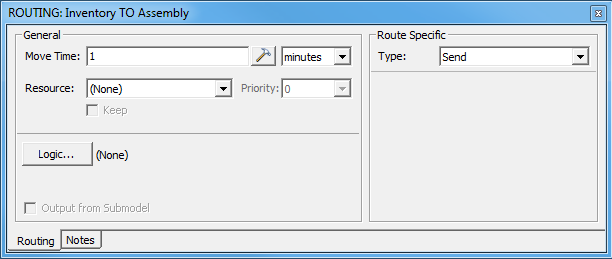 ROUTING: Inventory TO Assembly
General
Move Time: 1 minutes
Resource: (None) Priority: 0
Keep
Logic... (None)
Output from Submodel
Route Specific
Type: Send
Routing Notes